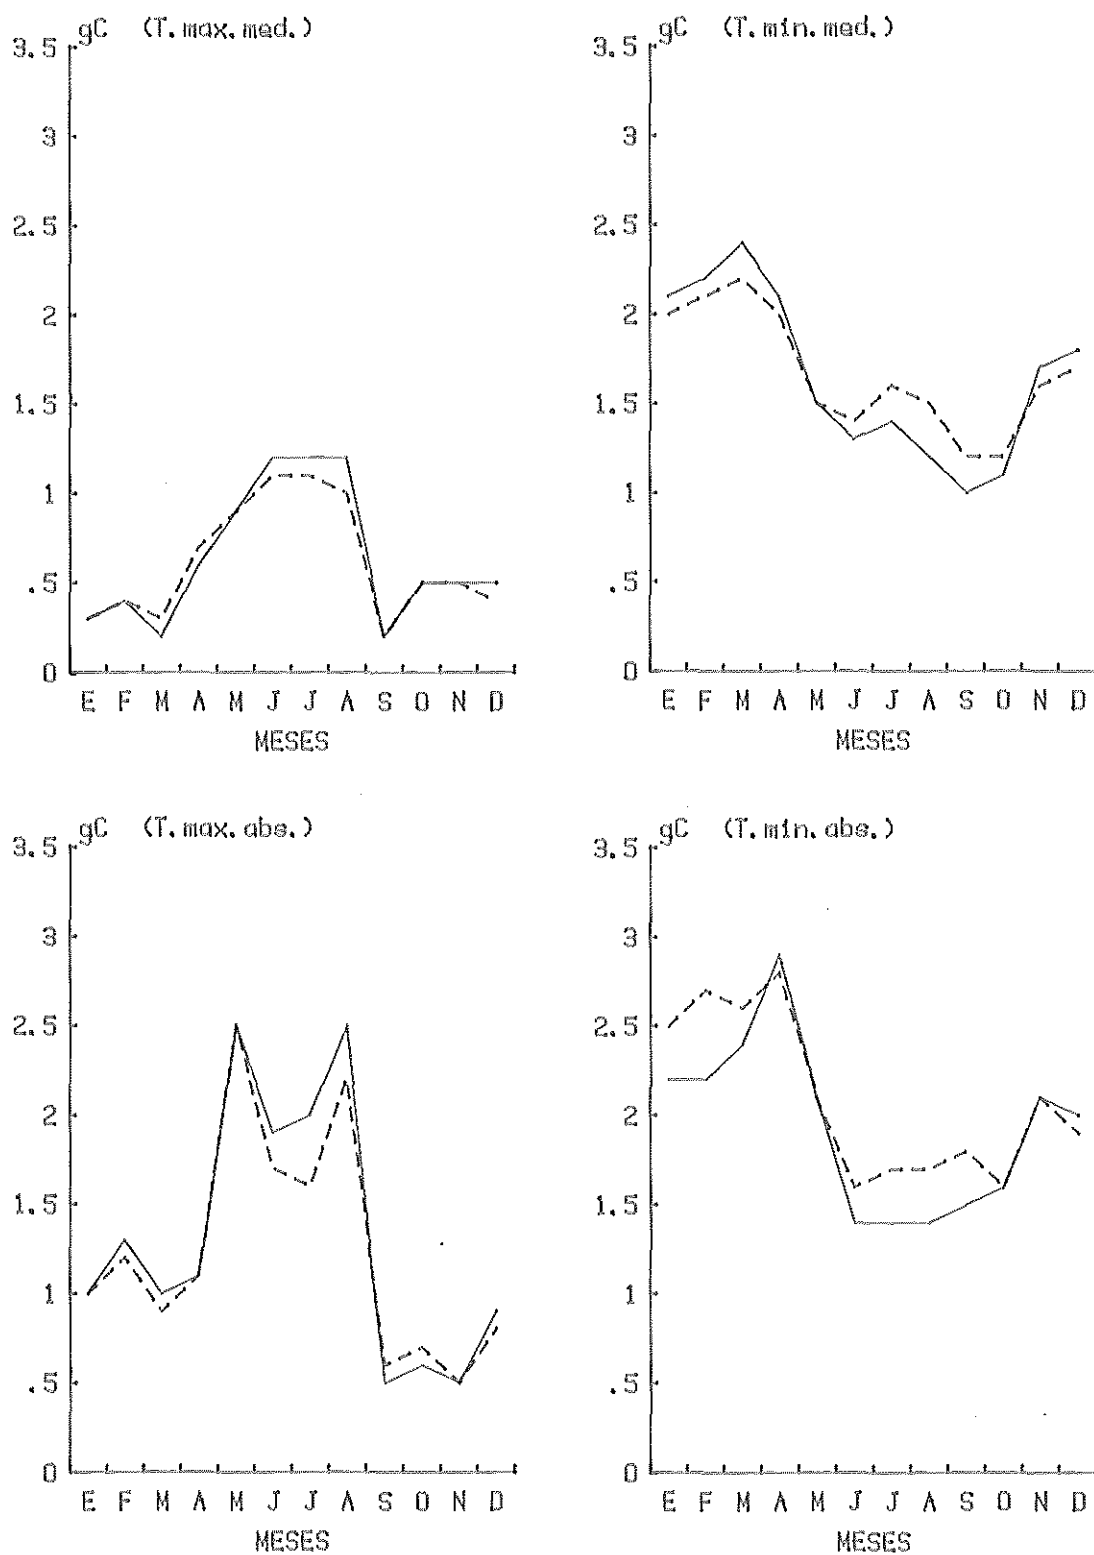 gC (T.max.med.)
3.5
3
2.5
2
1.5
1
.5
0
E F M A M J J A S O N D
MESES
gC (T.min.med.)
3.5
3
2.5
2
1.5
1
.5
0
E F M A M J J A S O N D
MESES
gC (T.max.abs.)
3.5
3
2.5
2
1.5
1
.5
0
E F M A M J J A S O N D
MESES
gC (T.min.abs.)
3.5
3
2.5
2
1.5
1
.5
0
E F M A M J J A S O N D
MESES